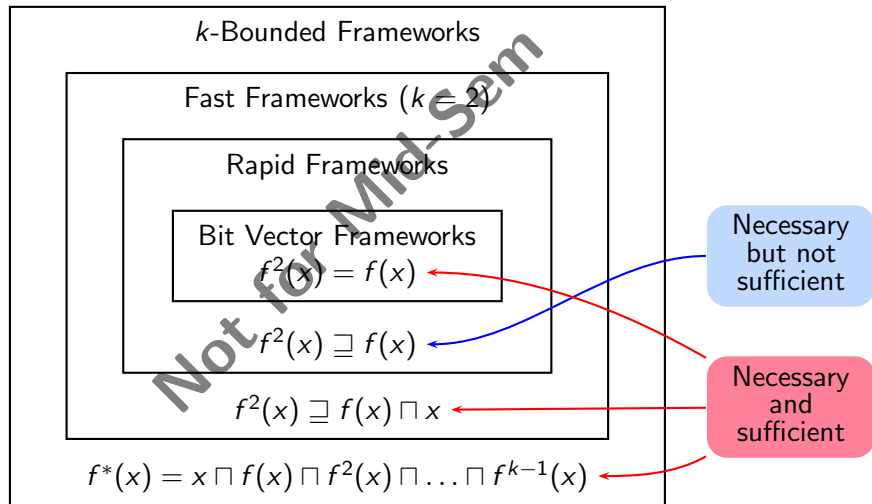 k-Bounded Frameworks
Fast Frameworks (k = 2)
Rapid Frameworks
Bit Vector Frameworks
f²(x) = f(x)
f²(x) ⊒ f(x)
f²(x) ⊒ f(x) ⊓ x
f*(x) = x ⊓ f(x) ⊓ f²(x) ⊓ … ⊓ fᵏ⁻¹(x)
Not for Mid-Sem
Necessary
but not
sufficient
Necessary
and
sufficient